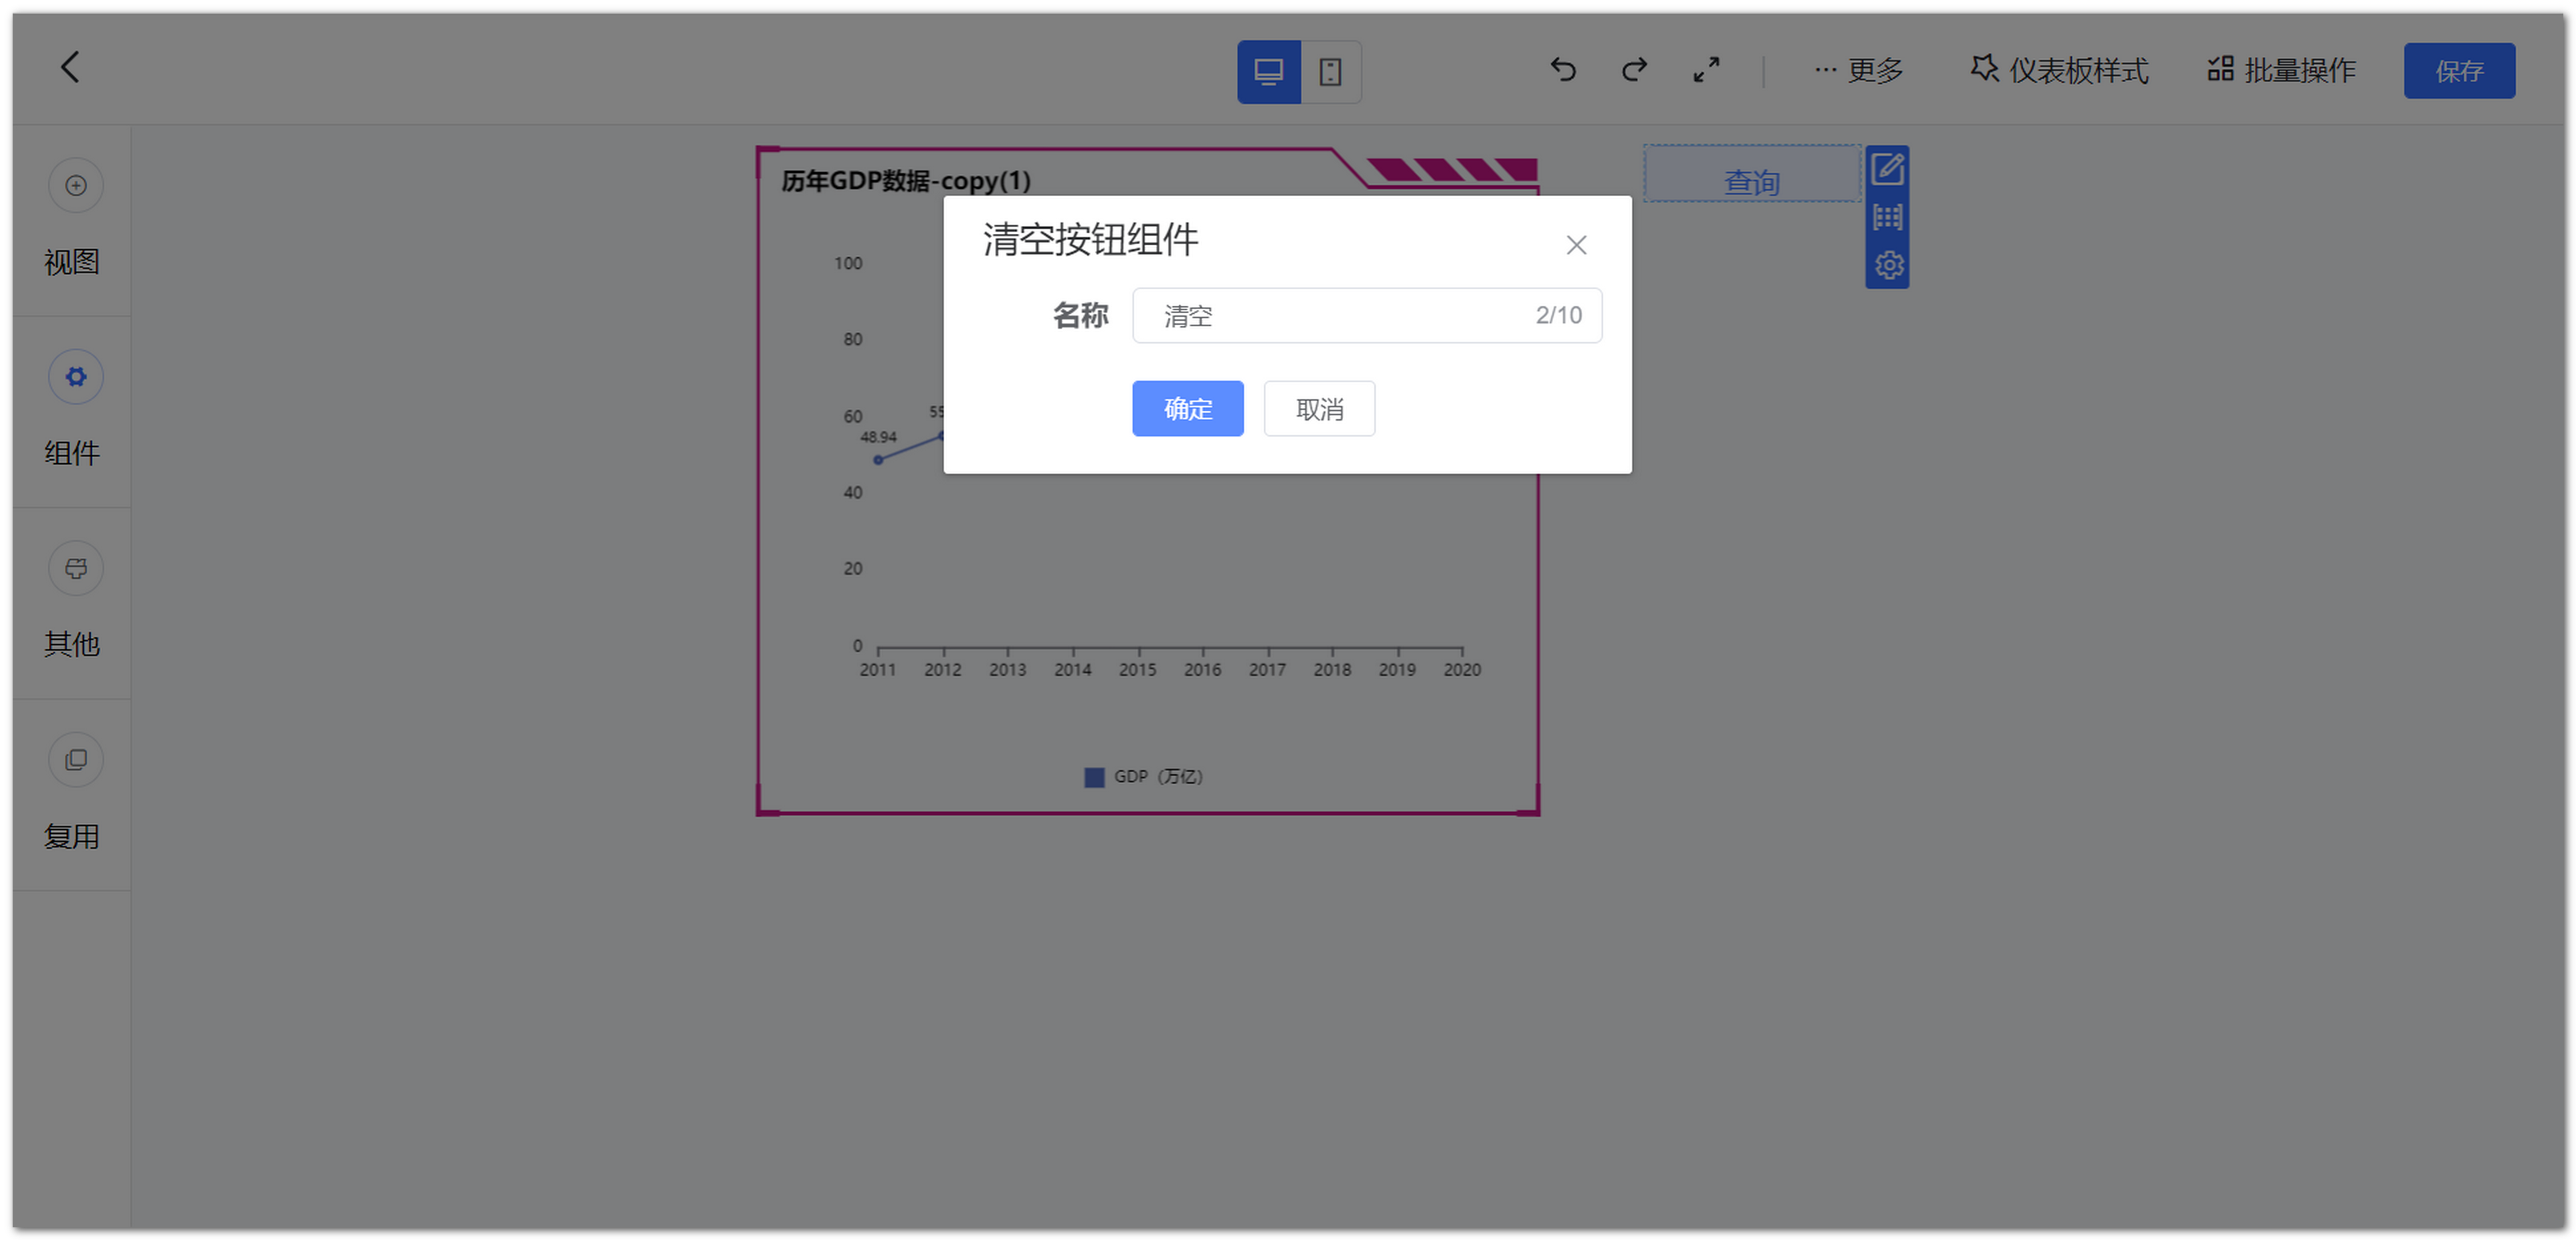 更多
仪表板样式
批量操作
保存
视图
组件
其他
复用
历年GDP数据-copy(1)
查询
清空按钮组件
名称
清空
2/10
确定
取消
100
80
60
40
20
0
48.94
55
2011 2012 2013 2014 2015 2016 2017 2018 2019 2020
GDP（万亿）